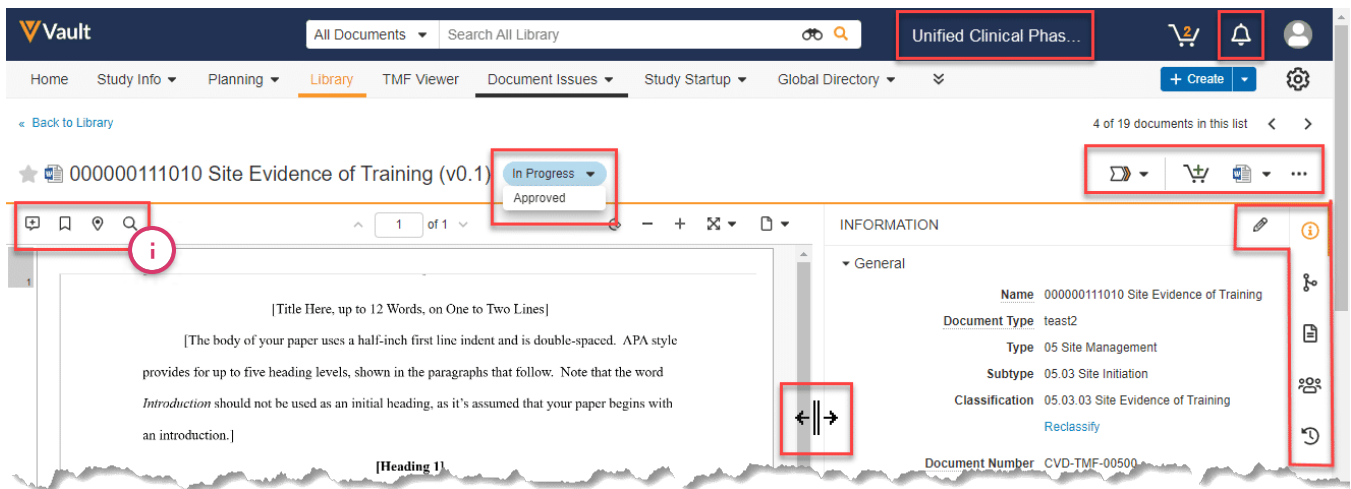 Vault
All Documents Search All Library
Unified Clinical Phas...
2
Home Study Info Planning Library TMF Viewer Document Issues Study Startup Global Directory
+ Create
« Back to Library
4 of 19 documents in this list
000000111010 Site Evidence of Training (v0.1)
In Progress
Approved
1 of 1
i
INFORMATION
General
1
[Title Here, up to 12 Words, on One to Two Lines]
[The body of your paper uses a half-inch first line indent and is double-spaced. APA style
provides for up to five heading levels, shown in the paragraphs that follow. Note that the word
Introduction should not be used as an initial heading, as it’s assumed that your paper begins with
an introduction.]
[Heading 1]
Name 000000111010 Site Evidence of Training
Document Type teast2
Type 05 Site Management
Subtype 05.03 Site Initiation
Classification 05.03.03 Site Evidence of Training
Reclassify
Document Number CVD-TMF-00500